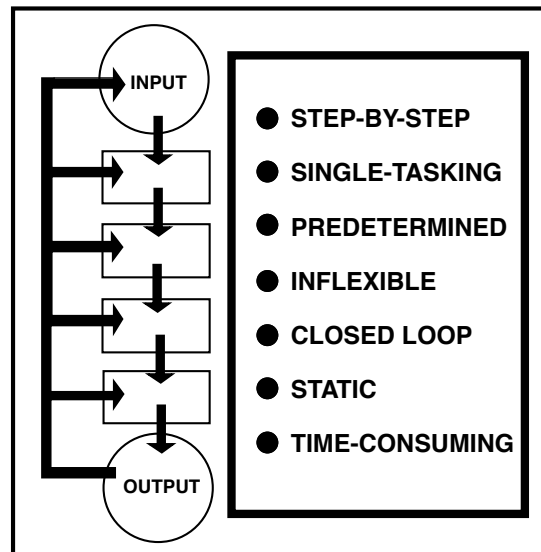 INPUT
OUTPUT
STEP-BY-STEP
SINGLE-TASKING
PREDETERMINED
INFLEXIBLE
CLOSED LOOP
STATIC
TIME-CONSUMING